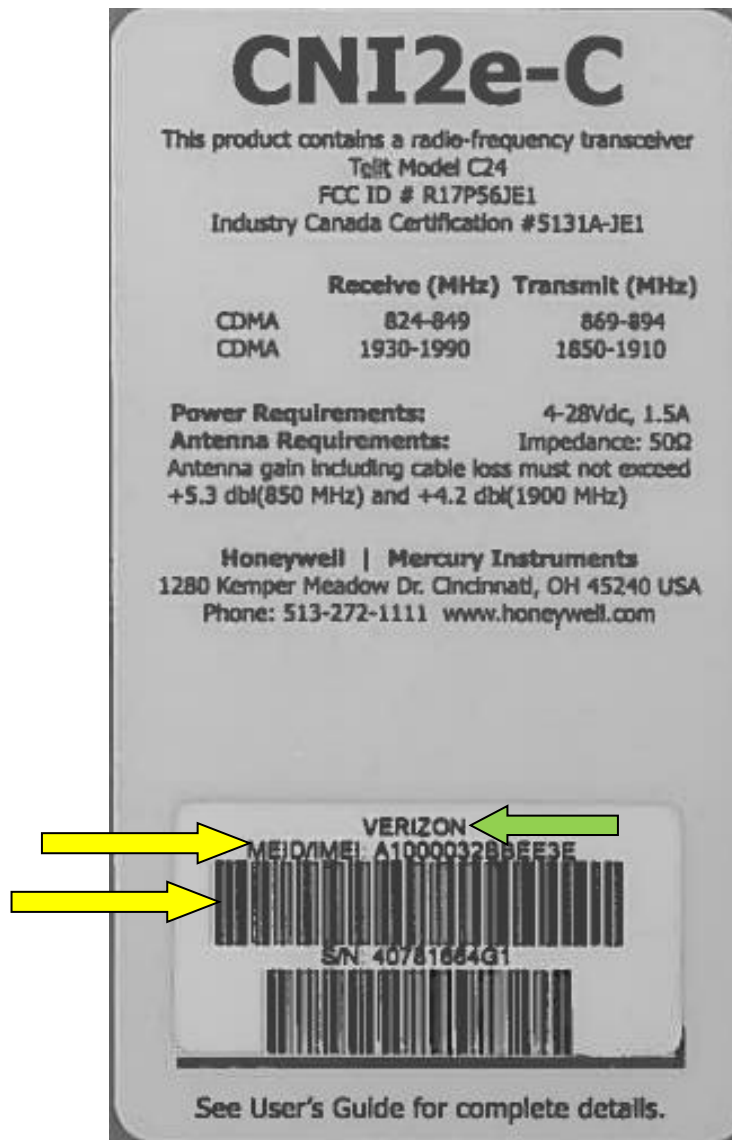 CNI2e-C
This product contains a radio-frequency transceiver
Telit Model C24
FCC ID # R17P56JE1
Industry Canada Certification #5131A-JE1
Receive (MHz) Transmit (MHz)
CDMA 824-849 869-894
CDMA 1930-1990 1850-1910
Power Requirements: 4-28Vdc, 1.5A
Antenna Requirements: Impedance: 50Ω
Antenna gain including cable loss must not exceed
+5.3 dbi(850 MHz) and +4.2 dbi(1900 MHz)
Honeywell | Mercury Instruments
1280 Kemper Meadow Dr. Cincinnati, OH 45240 USA
Phone: 513-272-1111 www.honeywell.com
VERIZON
MEID/IMEI: A1000032BBEE3E
S/N: 40781664G1
See User's Guide for complete details.